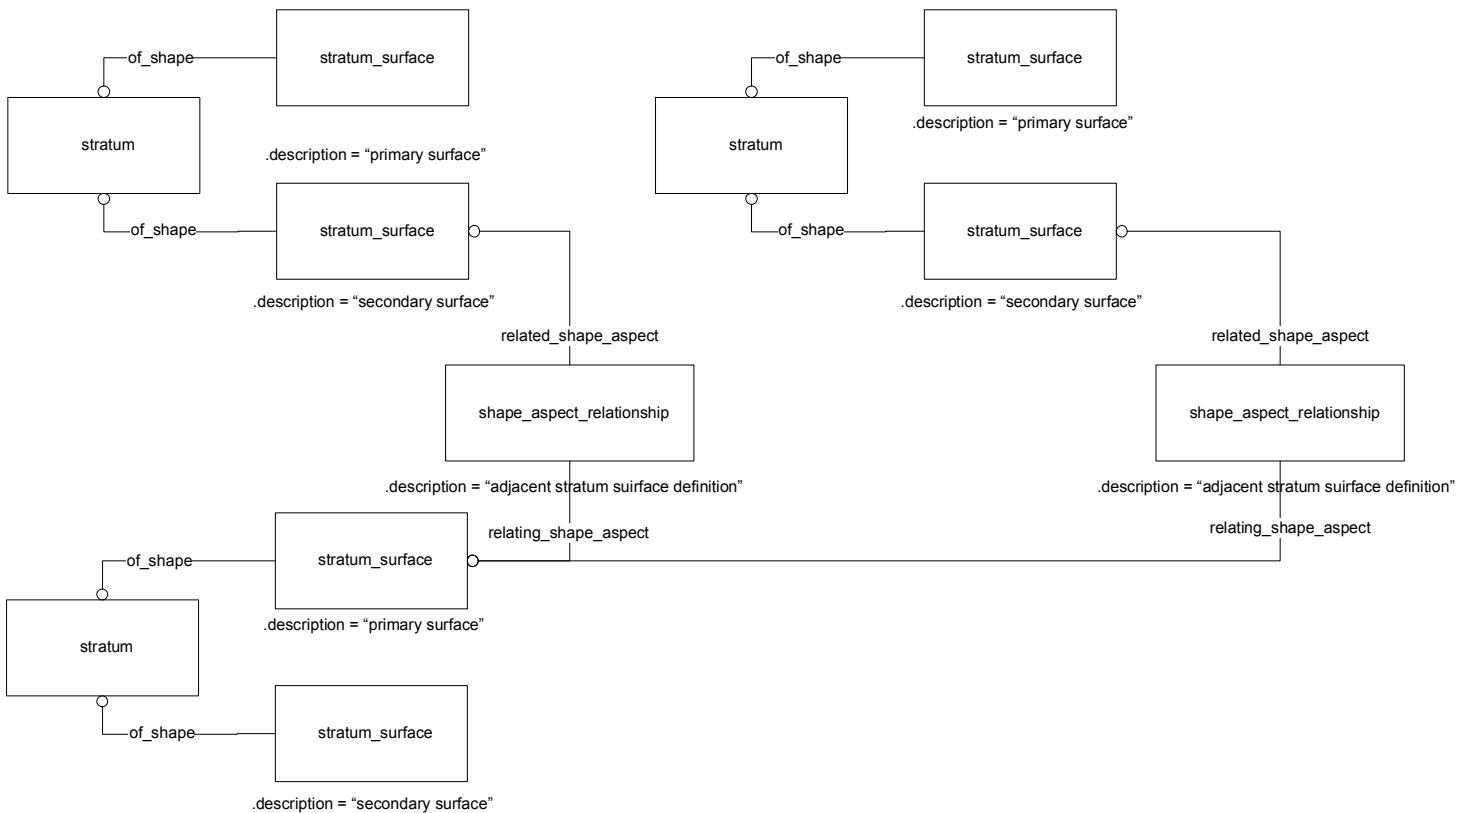 of_shape
stratum_surface
of_shape
stratum_surface
.description = “primary surface”
stratum
stratum
.description = “primary surface”
of_shape
stratum_surface
of_shape
stratum_surface
.description = “secondary surface”
.description = “secondary surface”
related_shape_aspect
related_shape_aspect
shape_aspect_relationship
shape_aspect_relationship
.description = “adjacent stratum suirface definition”
.description = “adjacent stratum suirface definition”
relating_shape_aspect
relating_shape_aspect
of_shape
stratum_surface
.description = “primary surface”
stratum
of_shape
stratum_surface
.description = “secondary surface”